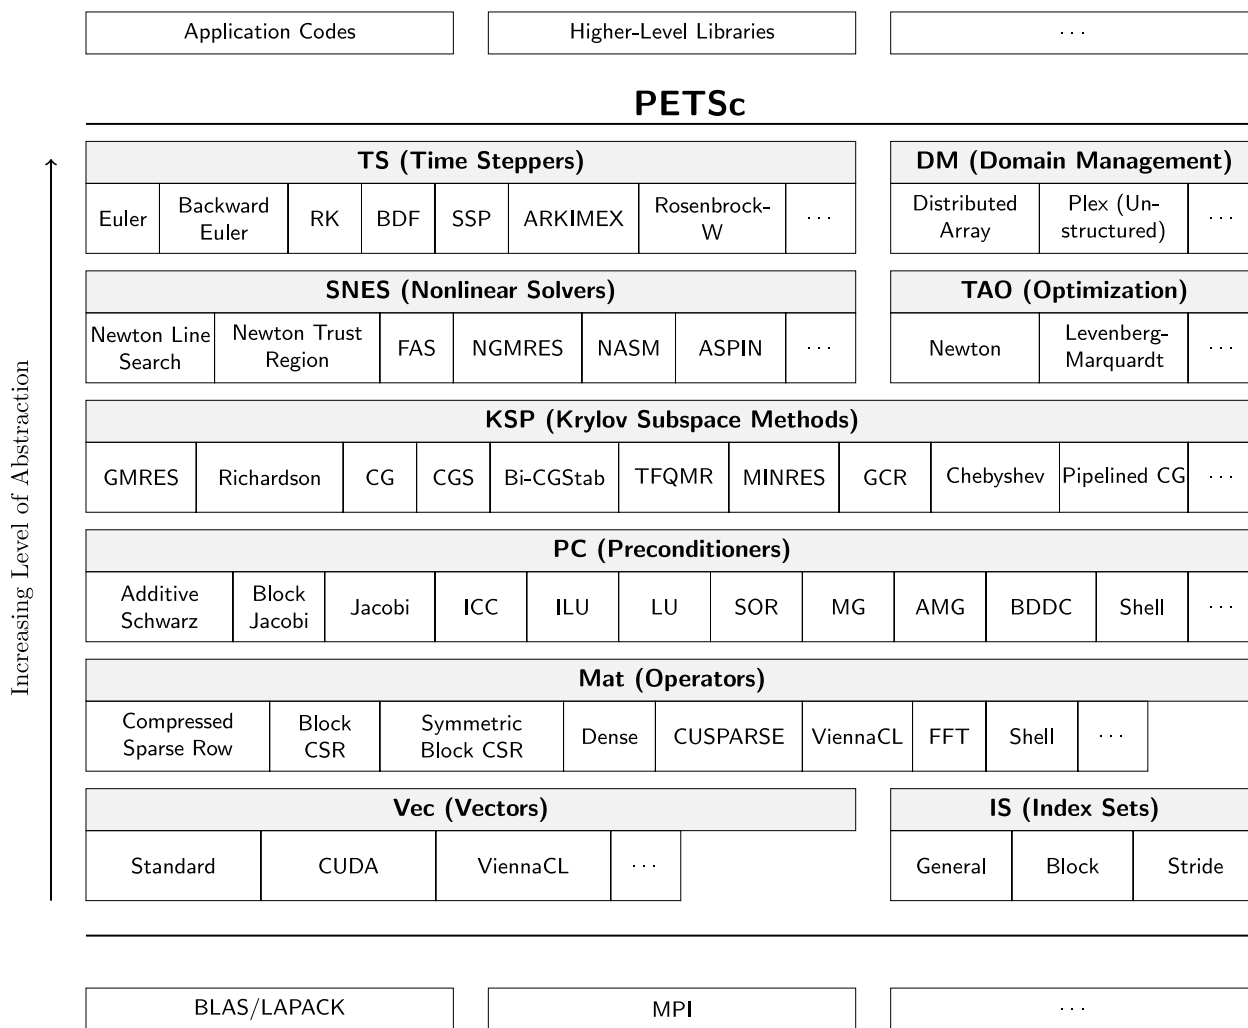 Application Codes
Higher-Level Libraries
...
PETSc
Increasing Level of Abstraction
TS (Time Steppers)
Euler
Backward
Euler
RK
BDF
SSP
ARKIMEX
Rosenbrock-
W
...
DM (Domain Management)
Distributed
Array
Plex (Un-
structured)
...
SNES (Nonlinear Solvers)
Newton Line
Search
Newton Trust
Region
FAS
NGMRES
NASM
ASPIN
...
TAO (Optimization)
Newton
Levenberg-
Marquardt
...
KSP (Krylov Subspace Methods)
GMRES
Richardson
CG
CGS
Bi-CGStab
TFQMR
MINRES
GCR
Chebyshev
Pipelined CG
...
PC (Preconditioners)
Additive
Schwarz
Block
Jacobi
Jacobi
ICC
ILU
LU
SOR
MG
AMG
BDDC
Shell
...
Mat (Operators)
Compressed
Sparse Row
Block
CSR
Symmetric
Block CSR
Dense
CUSPARSE
ViennaCL
FFT
Shell
...
Vec (Vectors)
Standard
CUDA
ViennaCL
...
IS (Index Sets)
General
Block
Stride
BLAS/LAPACK
MPI
...